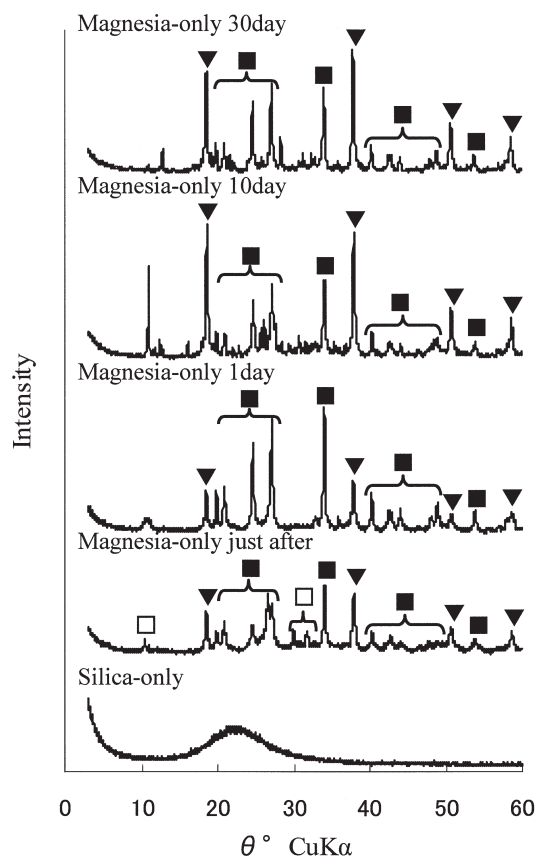 Magnesia-only 30day
Magnesia-only 10day
Magnesia-only 1day
Magnesia-only just after
Silica-only
Intensity
0 10 20 30 40 50 60
θ° CuKα